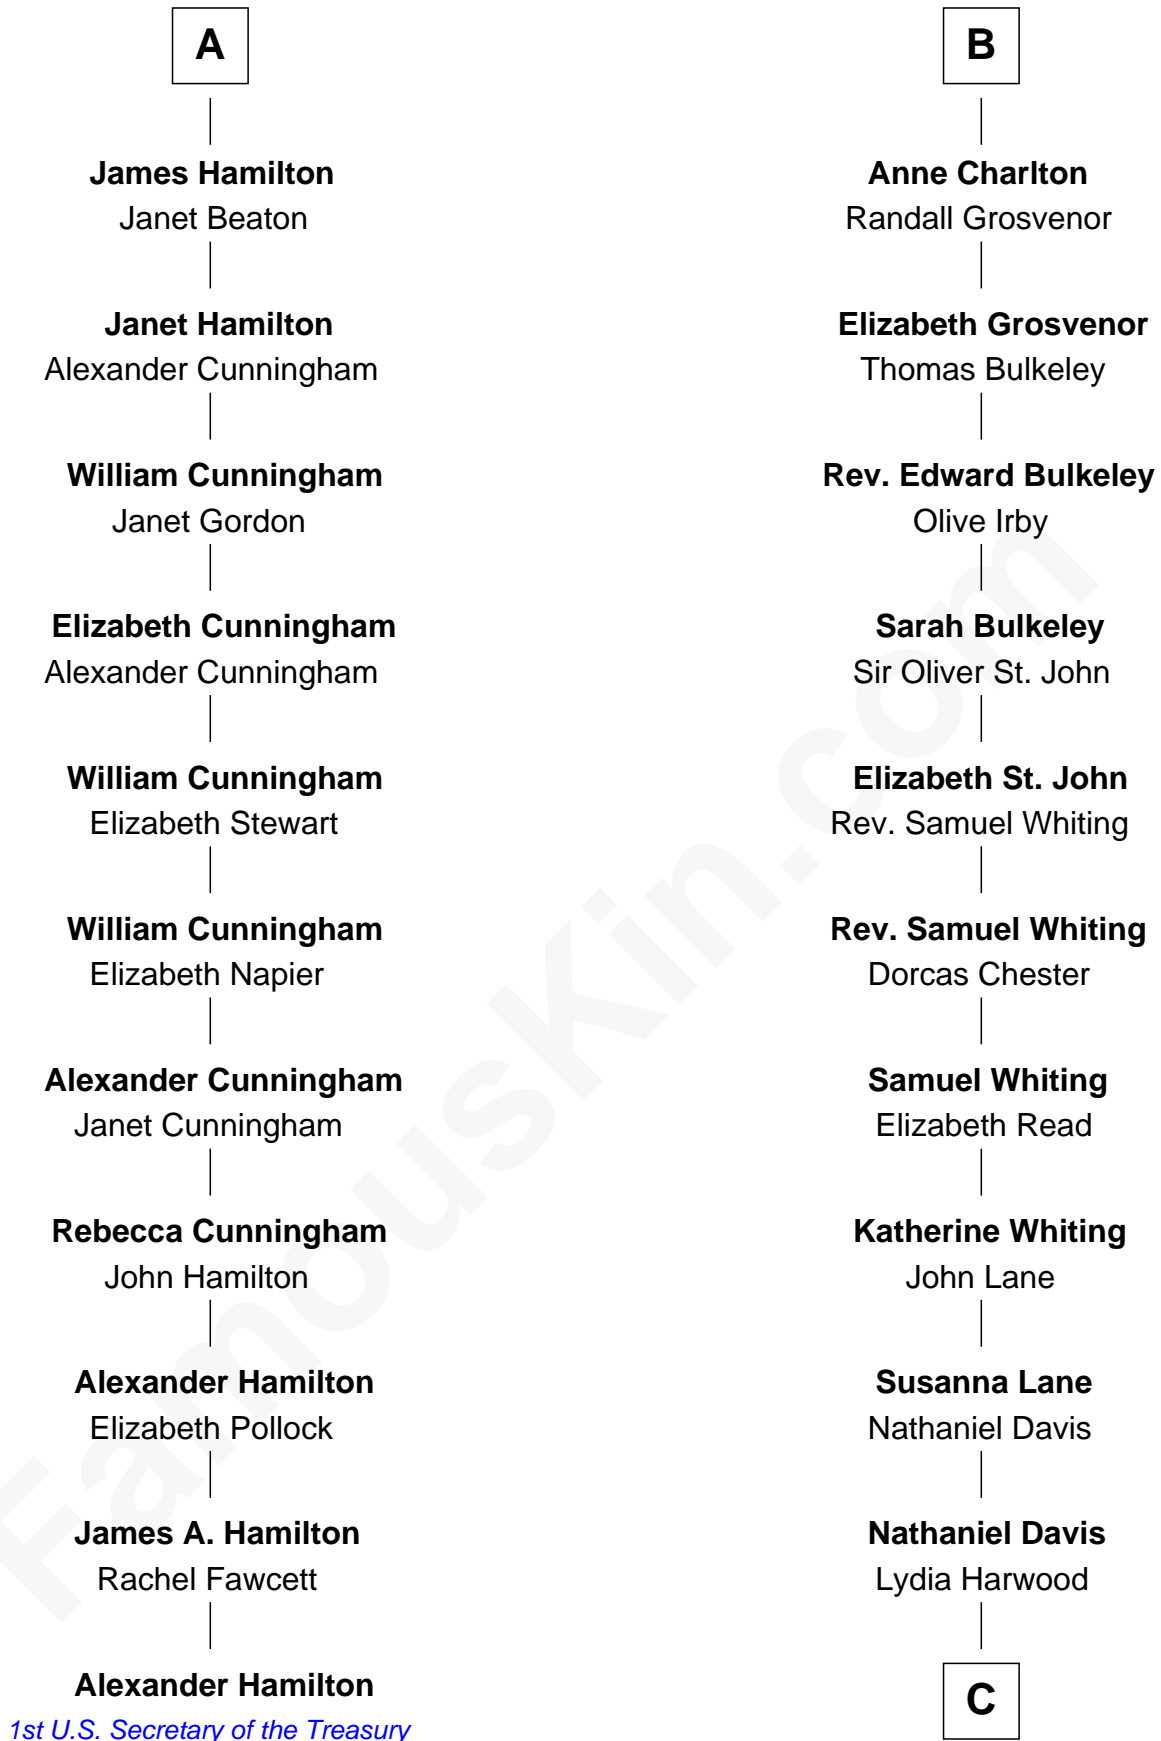 A
James Hamilton
Janet Beaton
Janet Hamilton
Alexander Cunningham
William Cunningham
Janet Gordon
Elizabeth Cunningham
Alexander Cunningham
William Cunningham
Elizabeth Stewart
William Cunningham
Elizabeth Napier
Alexander Cunningham
Janet Cunningham
Rebecca Cunningham
John Hamilton
Alexander Hamilton
Elizabeth Pollock
James A. Hamilton
Rachel Fawcett
Alexander Hamilton
1st U.S. Secretary of the Treasury
B
Anne Charlton
Randall Grosvenor
Elizabeth Grosvenor
Thomas Bulkeley
Rev. Edward Bulkeley
Olive Irby
Sarah Bulkeley
Sir Oliver St. John
Elizabeth St. John
Rev. Samuel Whiting
Rev. Samuel Whiting
Dorcas Chester
Samuel Whiting
Elizabeth Read
Katherine Whiting
John Lane
Susanna Lane
Nathaniel Davis
Nathaniel Davis
Lydia Harwood
C
FamousKin.com